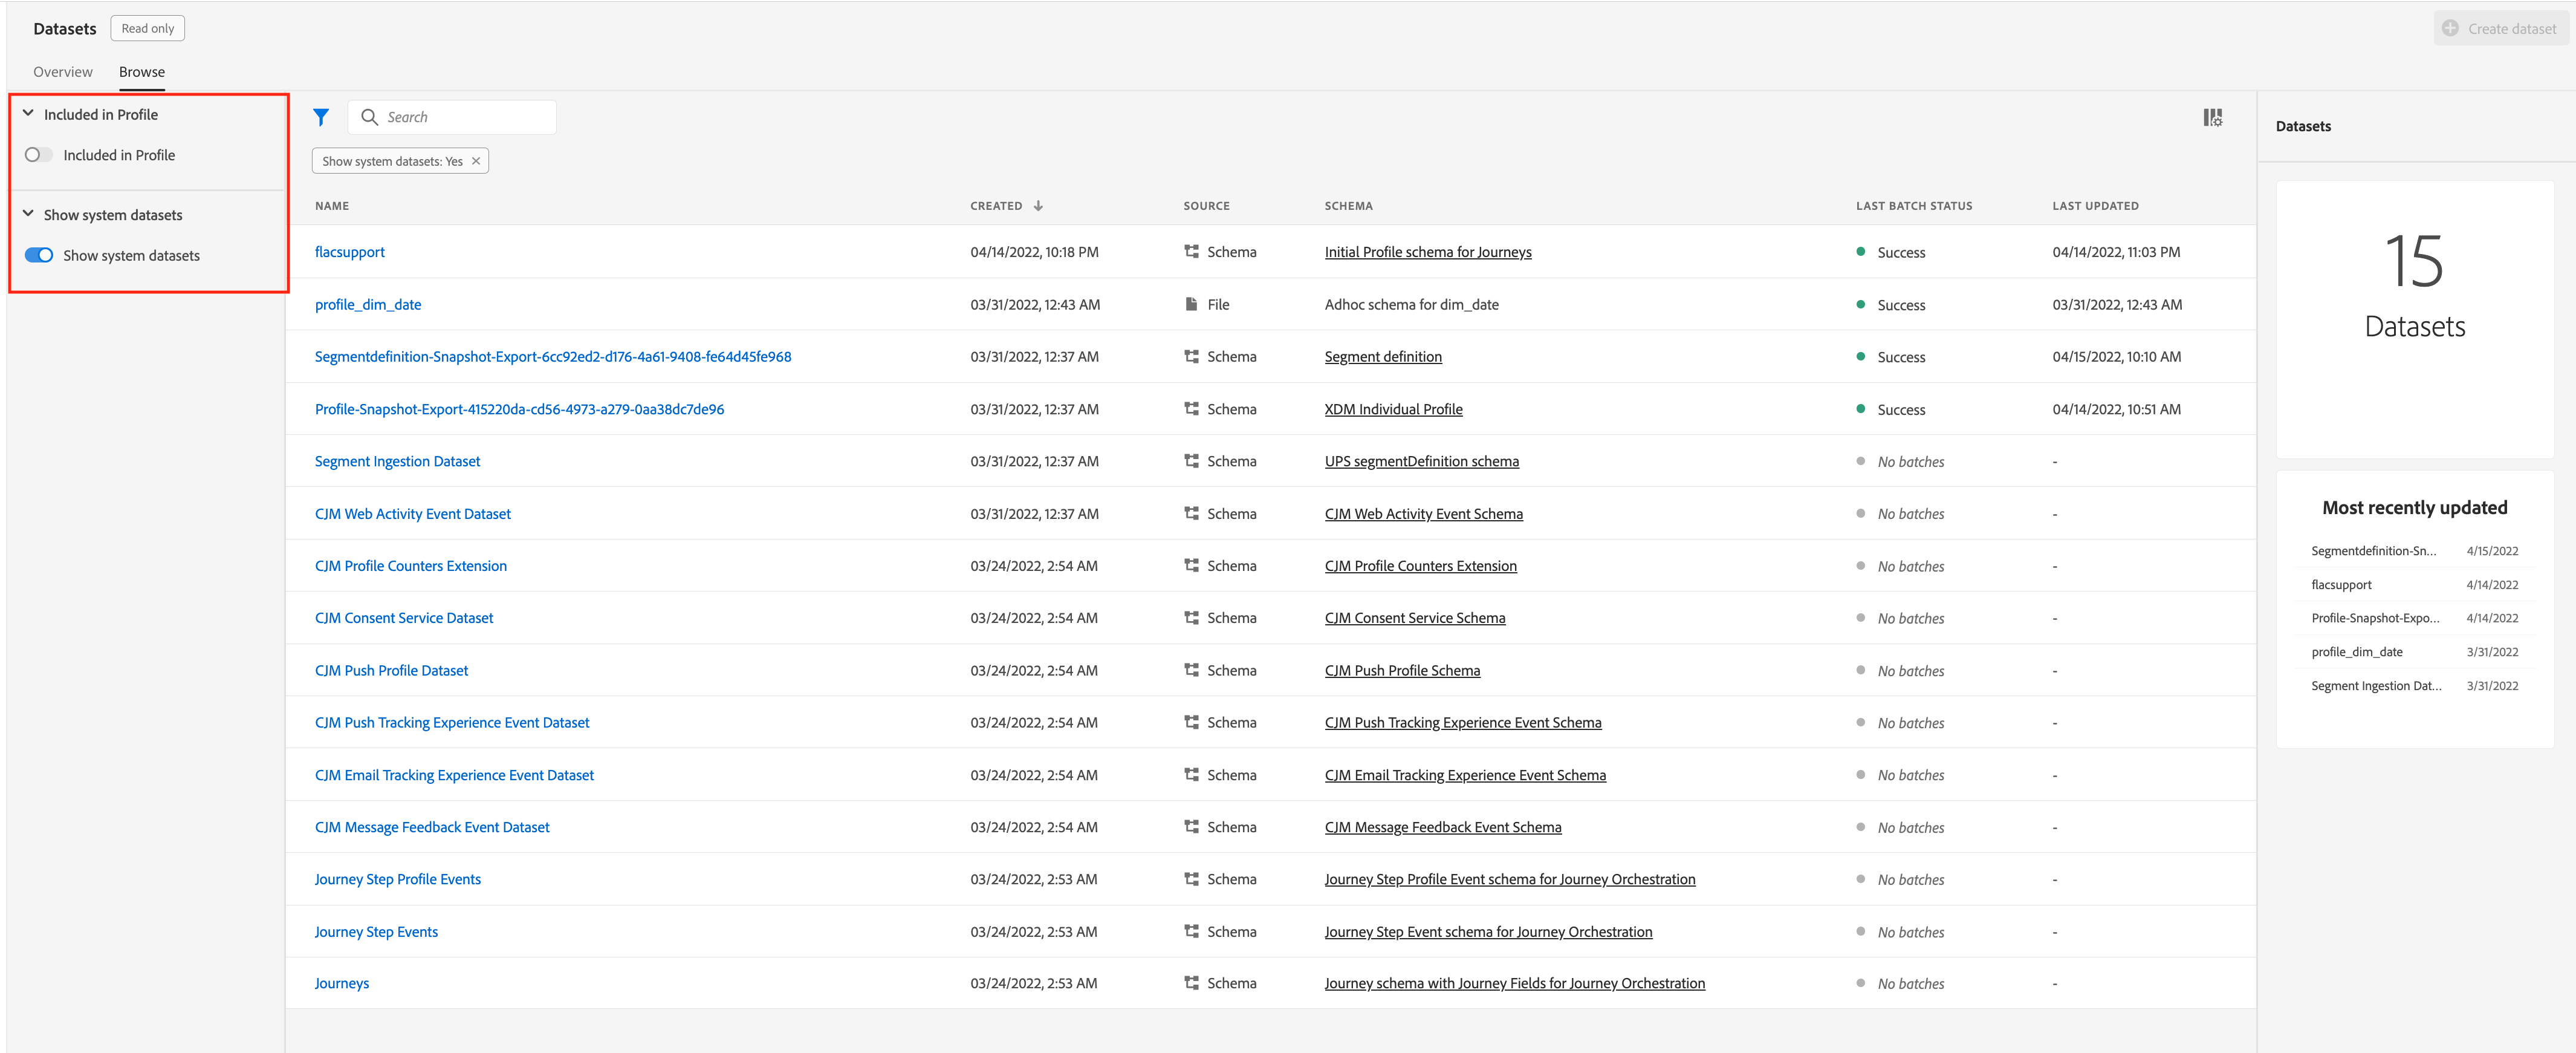 Datasets Read only Create dataset
Overview Browse
Included in Profile
Included in Profile
Show system datasets
Show system datasets
Search
Show system datasets: Yes
NAME CREATED SOURCE SCHEMA LAST BATCH STATUS LAST UPDATED
flacsupport 04/14/2022, 10:18 PM Schema Initial Profile schema for Journeys Success 04/14/2022, 11:03 PM
profile_dim_date 03/31/2022, 12:43 AM File Adhoc schema for dim_date Success 03/31/2022, 12:43 AM
Segmentdefinition-Snapshot-Export-6cc92ed2-d176-4a61-9408-fe64d45fe968 03/31/2022, 12:37 AM Schema Segment definition Success 04/15/2022, 10:10 AM
Profile-Snapshot-Export-415220da-cd56-4973-a279-0aa38dc7de96 03/31/2022, 12:37 AM Schema XDM Individual Profile Success 04/14/2022, 10:51 AM
Segment Ingestion Dataset 03/31/2022, 12:37 AM Schema UPS segmentDefinition schema No batches -
CJM Web Activity Event Dataset 03/31/2022, 12:37 AM Schema CJM Web Activity Event Schema No batches -
CJM Profile Counters Extension 03/24/2022, 2:54 AM Schema CJM Profile Counters Extension No batches -
CJM Consent Service Dataset 03/24/2022, 2:54 AM Schema CJM Consent Service Schema No batches -
CJM Push Profile Dataset 03/24/2022, 2:54 AM Schema CJM Push Profile Schema No batches -
CJM Push Tracking Experience Event Dataset 03/24/2022, 2:54 AM Schema CJM Push Tracking Experience Event Schema No batches -
CJM Email Tracking Experience Event Dataset 03/24/2022, 2:54 AM Schema CJM Email Tracking Experience Event Schema No batches -
CJM Message Feedback Event Dataset 03/24/2022, 2:54 AM Schema CJM Message Feedback Event Schema No batches -
Journey Step Profile Events 03/24/2022, 2:53 AM Schema Journey Step Profile Event schema for Journey Orchestration No batches -
Journey Step Events 03/24/2022, 2:53 AM Schema Journey Step Event schema for Journey Orchestration No batches -
Journeys 03/24/2022, 2:53 AM Schema Journey schema with Journey Fields for Journey Orchestration No batches -
Datasets
15
Datasets
Most recently updated
Segmentdefinition-Sn... 4/15/2022
flacsupport 4/14/2022
Profile-Snapshot-Expo... 4/14/2022
profile_dim_date 3/31/2022
Segment Ingestion Dat... 3/31/2022